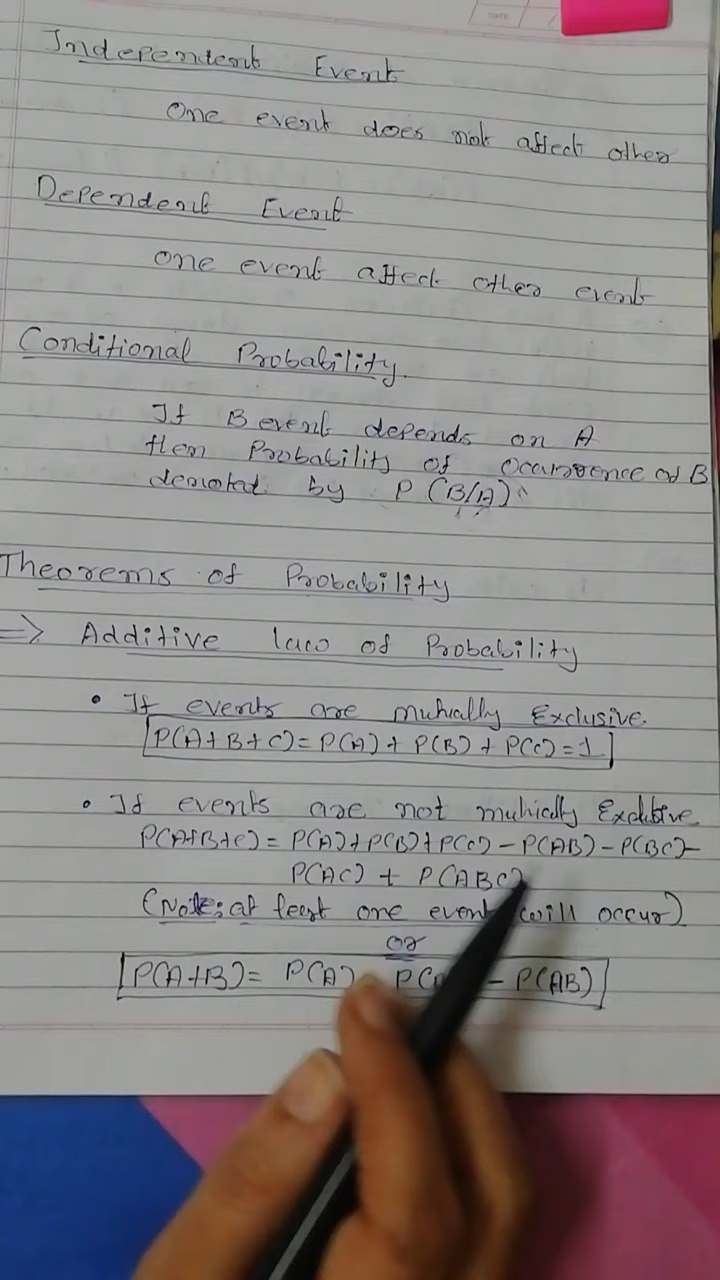 DATE
Independent Event
One event does not affect other
Dependent Event
one event affect other event
Conditional Probability.
If B event depends on A
then Probability of Ocurrence of B
denoted by P(B/A)
Theorems of Probability
=> Additive law of Probability
• If events are mutually Exclusive.
P(A+B+C)= P(A)+ P(B)+ P(C)=1
• If events are not mutually Exclutive
P(A+B+C)= P(A)+P(B)+P(C)-P(AB)-P(BC)-
P(AC) + P(ABC)
(Note: at least one event will occur)
or
P(A+B)= P(A) - P(AB)